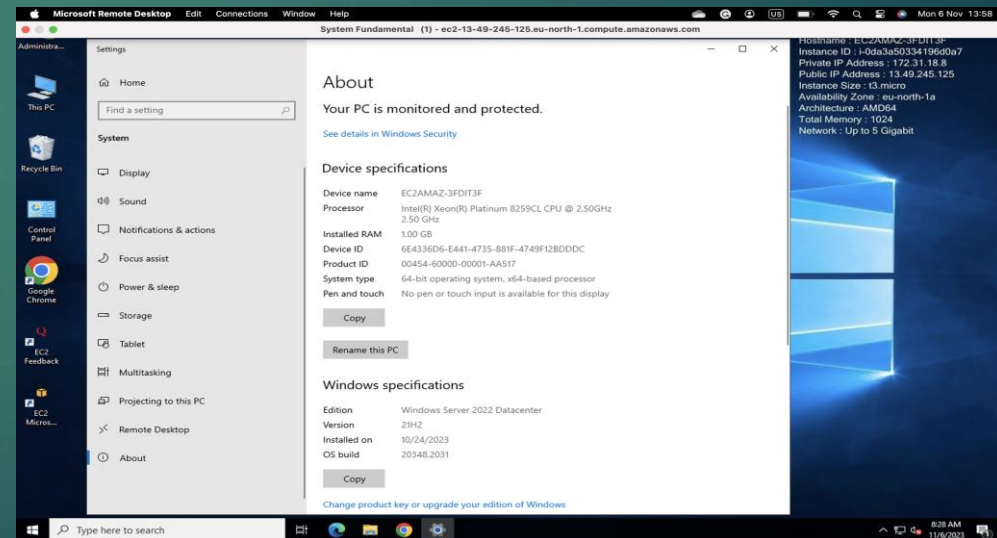 Microsoft Remote Desktop Edit Connections Window Help
US Mon 6 Nov 13:58
System Fundamental (1) - ec2-13-49-245-125.eu-north-1.compute.amazonaws.com
Administra...
This PC
Recycle Bin
Control
Panel
Google
Chrome
EC2
Feedback
EC2
Micros...
Settings
Home
Find a setting
System
Display
Sound
Notifications & actions
Focus assist
Power & sleep
Storage
Tablet
Multitasking
Projecting to this PC
Remote Desktop
About
About
Your PC is monitored and protected.
See details in Windows Security
Device specifications
Device name EC2AMAZ-3FDIT3F
Processor Intel(R) Xeon(R) Platinum 8259CL CPU @ 2.50GHz
2.50 GHz
Installed RAM 1.00 GB
Device ID 6E4336D6-E441-4735-881F-4749F12BDDDC
Product ID 00454-60000-00001-AA517
System type 64-bit operating system, x64-based processor
Pen and touch No pen or touch input is available for this display
Copy
Rename this PC
Windows specifications
Edition Windows Server 2022 Datacenter
Version 21H2
Installed on 10/24/2023
OS build 20348.2031
Copy
Change product key or upgrade your edition of Windows
Hostname : EC2AMAZ-3FDIT3F
Instance ID : i-0da3a50334196d0a7
Private IP Address : 172.31.18.8
Public IP Address : 13.49.245.125
Instance Size : t3.micro
Availability Zone : eu-north-1a
Architecture : AMD64
Total Memory : 1024
Network : Up to 5 Gigabit
Type here to search
8:28 AM
11/6/2023